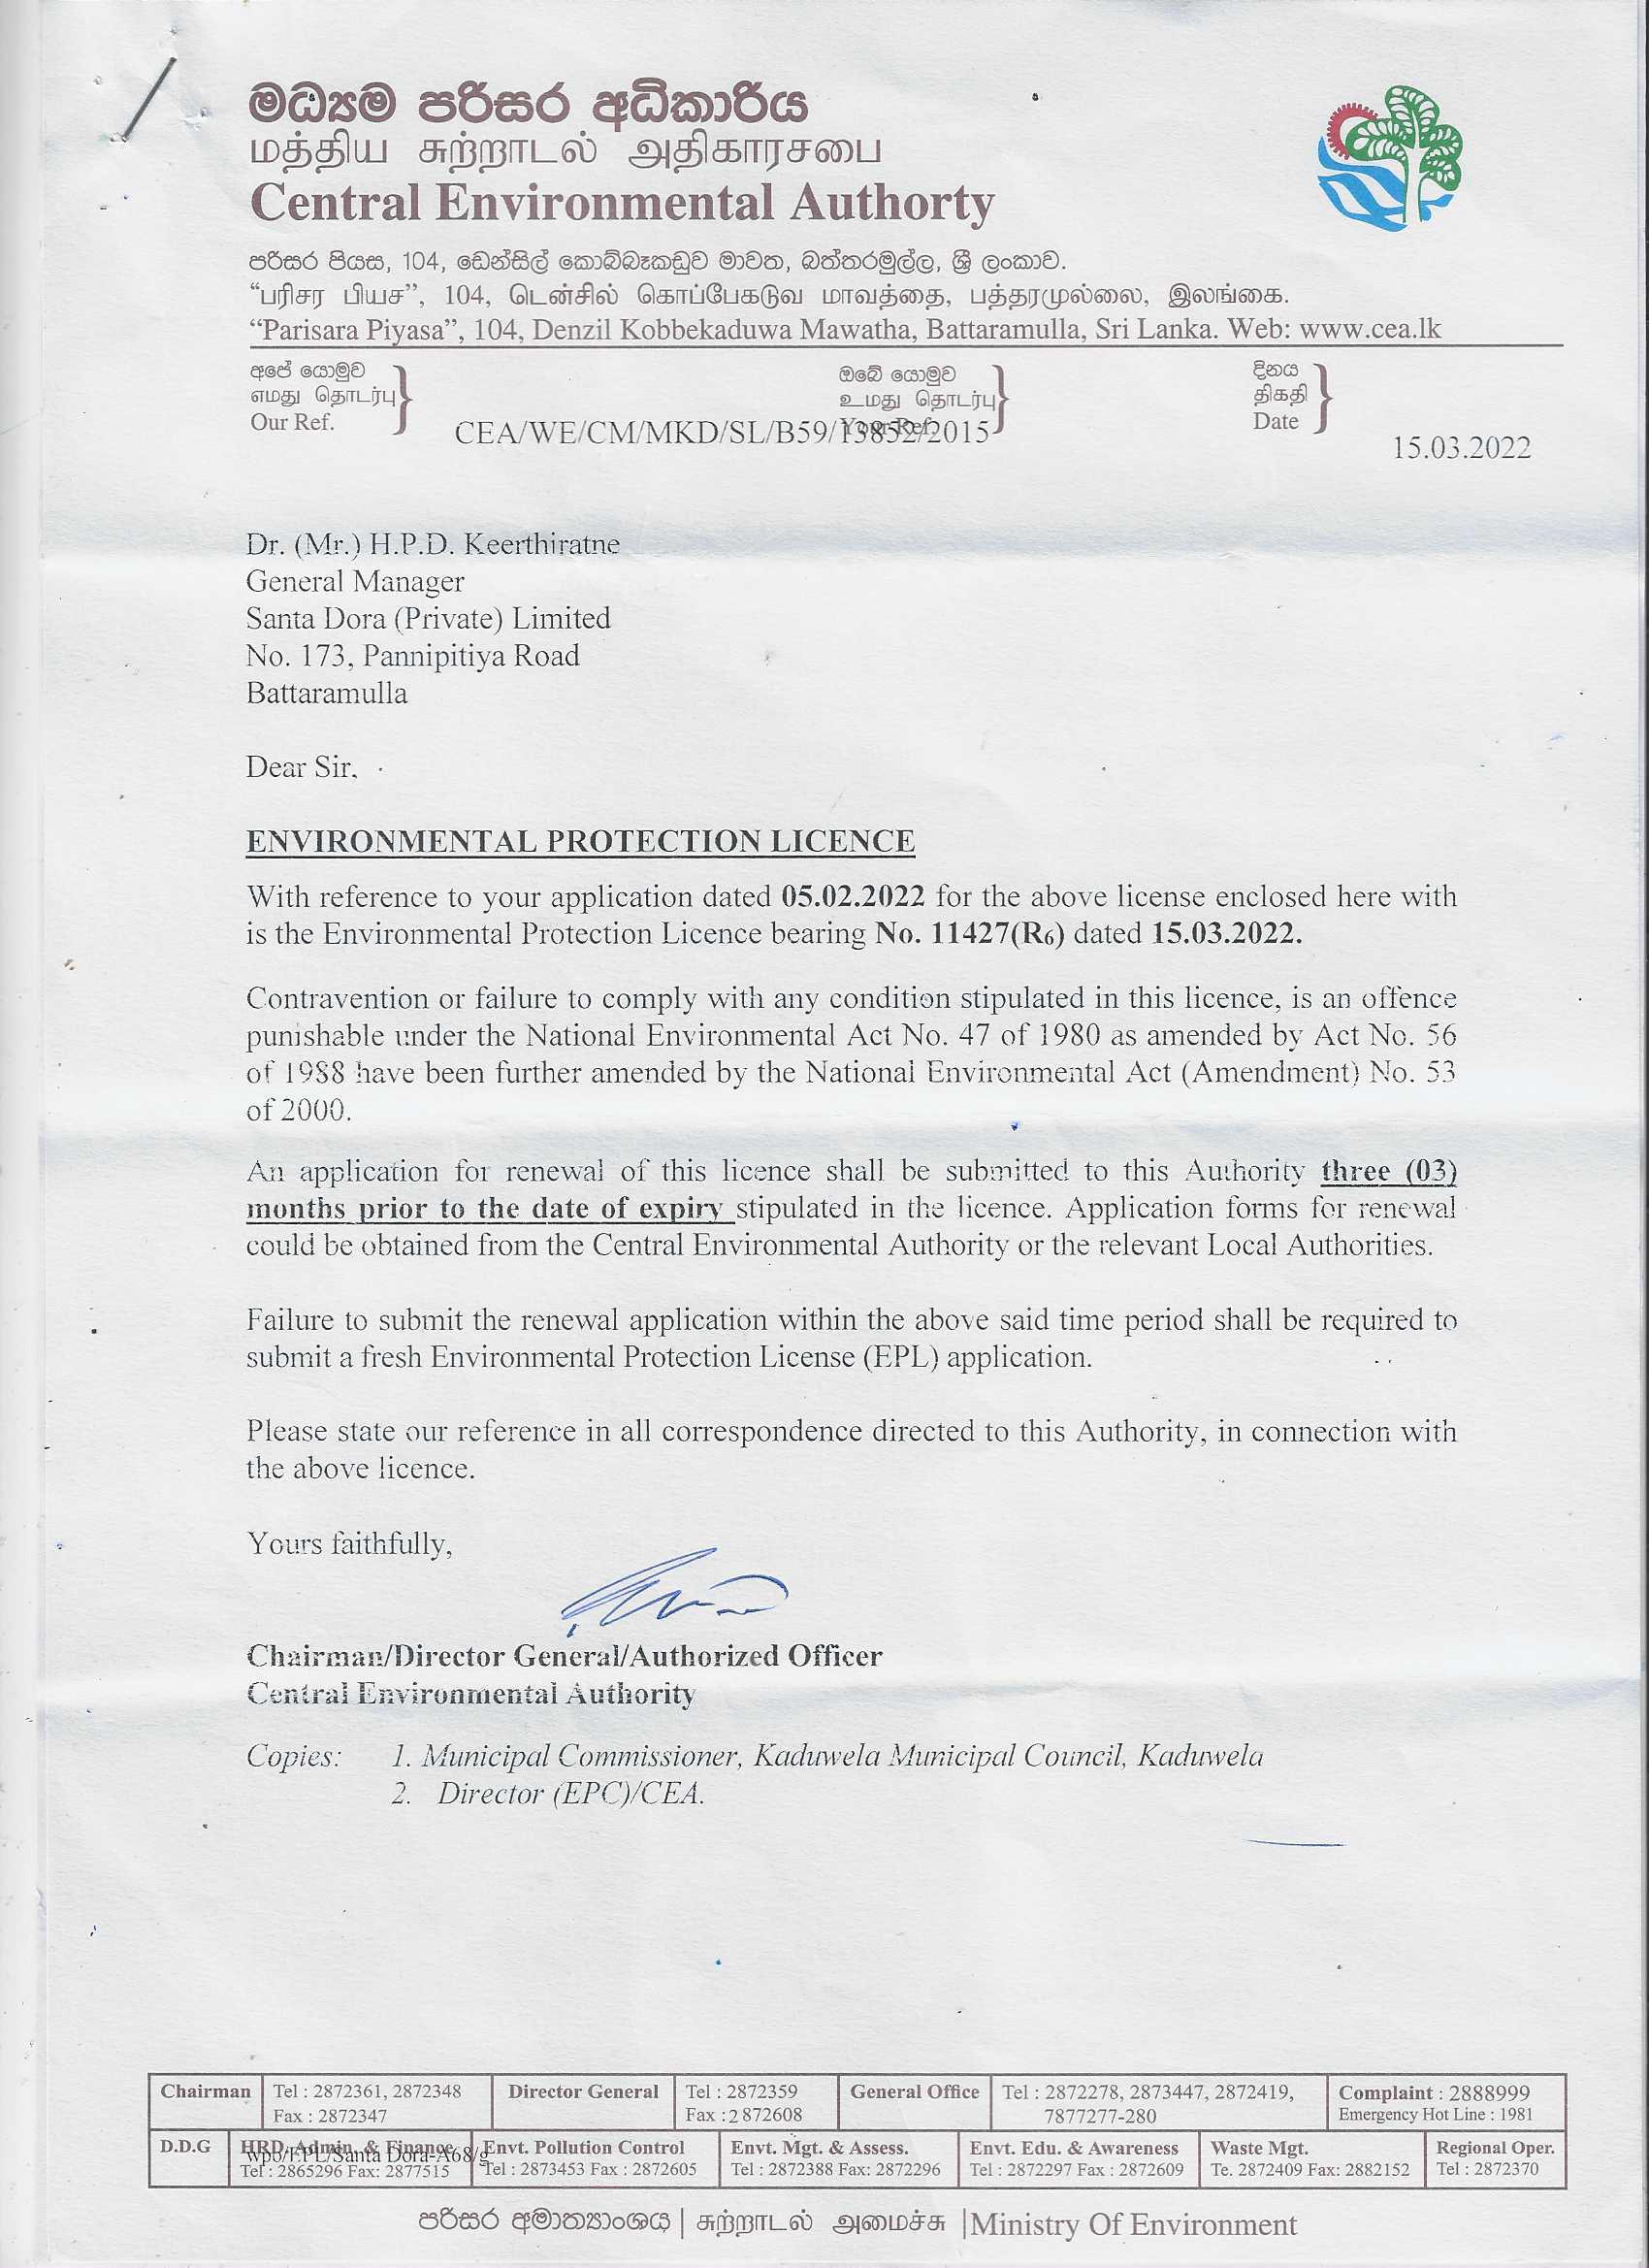 මධ්‍යම පරිසර අධිකාරිය
மத்திய சுற்றாடல் அதிகாரசபை
Central Environmental Authorty
පරිසර පියස, 104, ඩෙන්සිල් කොබ්බෑකඩුව මාවත, බත්තරමුල්ල, ශ්‍රී ලංකාව.
“பரிசர பியச”, 104, டென்சில் கொப்பேகடுவ மாவத்தை, பத்தரமுல்லை, இலங்கை.
“Parisara Piyasa”, 104, Denzil Kobbekaduwa Mawatha, Battaramulla, Sri Lanka. Web: www.cea.lk
අපේ යොමුව
எமது தொடர்பு
Our Ref.
CEA/WE/CM/MKD/SL/B59/13852/2015
ඔබේ යොමුව
உமது தொடர்பு
Your Ref.
දිනය
திகதி
Date
15.03.2022
Dr. (Mr.) H.P.D. Keerthiratne
General Manager
Santa Dora (Private) Limited
No. 173, Pannipitiya Road
Battaramulla
Dear Sir,
ENVIRONMENTAL PROTECTION LICENCE
With reference to your application dated 05.02.2022 for the above license enclosed here with
is the Environmental Protection Licence bearing No. 11427(R6) dated 15.03.2022.
Contravention or failure to comply with any condition stipulated in this licence, is an offence
punishable under the National Environmental Act No. 47 of 1980 as amended by Act No. 56
of 1988 have been further amended by the National Environmental Act (Amendment) No. 53
of 2000.
An application for renewal of this licence shall be submitted to this Authority three (03)
months prior to the date of expiry stipulated in the licence. Application forms for renewal
could be obtained from the Central Environmental Authority or the relevant Local Authorities.
Failure to submit the renewal application within the above said time period shall be required to
submit a fresh Environmental Protection License (EPL) application.
Please state our reference in all correspondence directed to this Authority, in connection with
the above licence.
Yours faithfully,
Chairman/Director General/Authorized Officer
Central Environmental Authority
Copies: 1. Municipal Commissioner, Kaduwela Municipal Council, Kaduwela
2. Director (EPC)/CEA.
Chairman Tel : 2872361, 2872348 Director General Tel : 2872359 General Office Tel : 2872278, 2873447, 2872419, Complaint : 2888999
Fax : 2872347 Fax : 2872608 7877277-280 Emergency Hot Line : 1981
D.D.G HRD, Admin. & Finance Envt. Pollution Control Envt. Mgt. & Assess. Envt. Edu. & Awareness Waste Mgt. Regional Oper.
wp6/EPL/Santa Dora-A68/g
Tel : 2865296 Fax: 2877515 Tel : 2873453 Fax : 2872605 Tel : 2872388 Fax: 2872296 Tel : 2872297 Fax : 2872609 Te. 2872409 Fax: 2882152 Tel : 2872370
පරිසර අමාත්‍යාංශය | சுற்றாடல் அமைச்சு | Ministry Of Environment